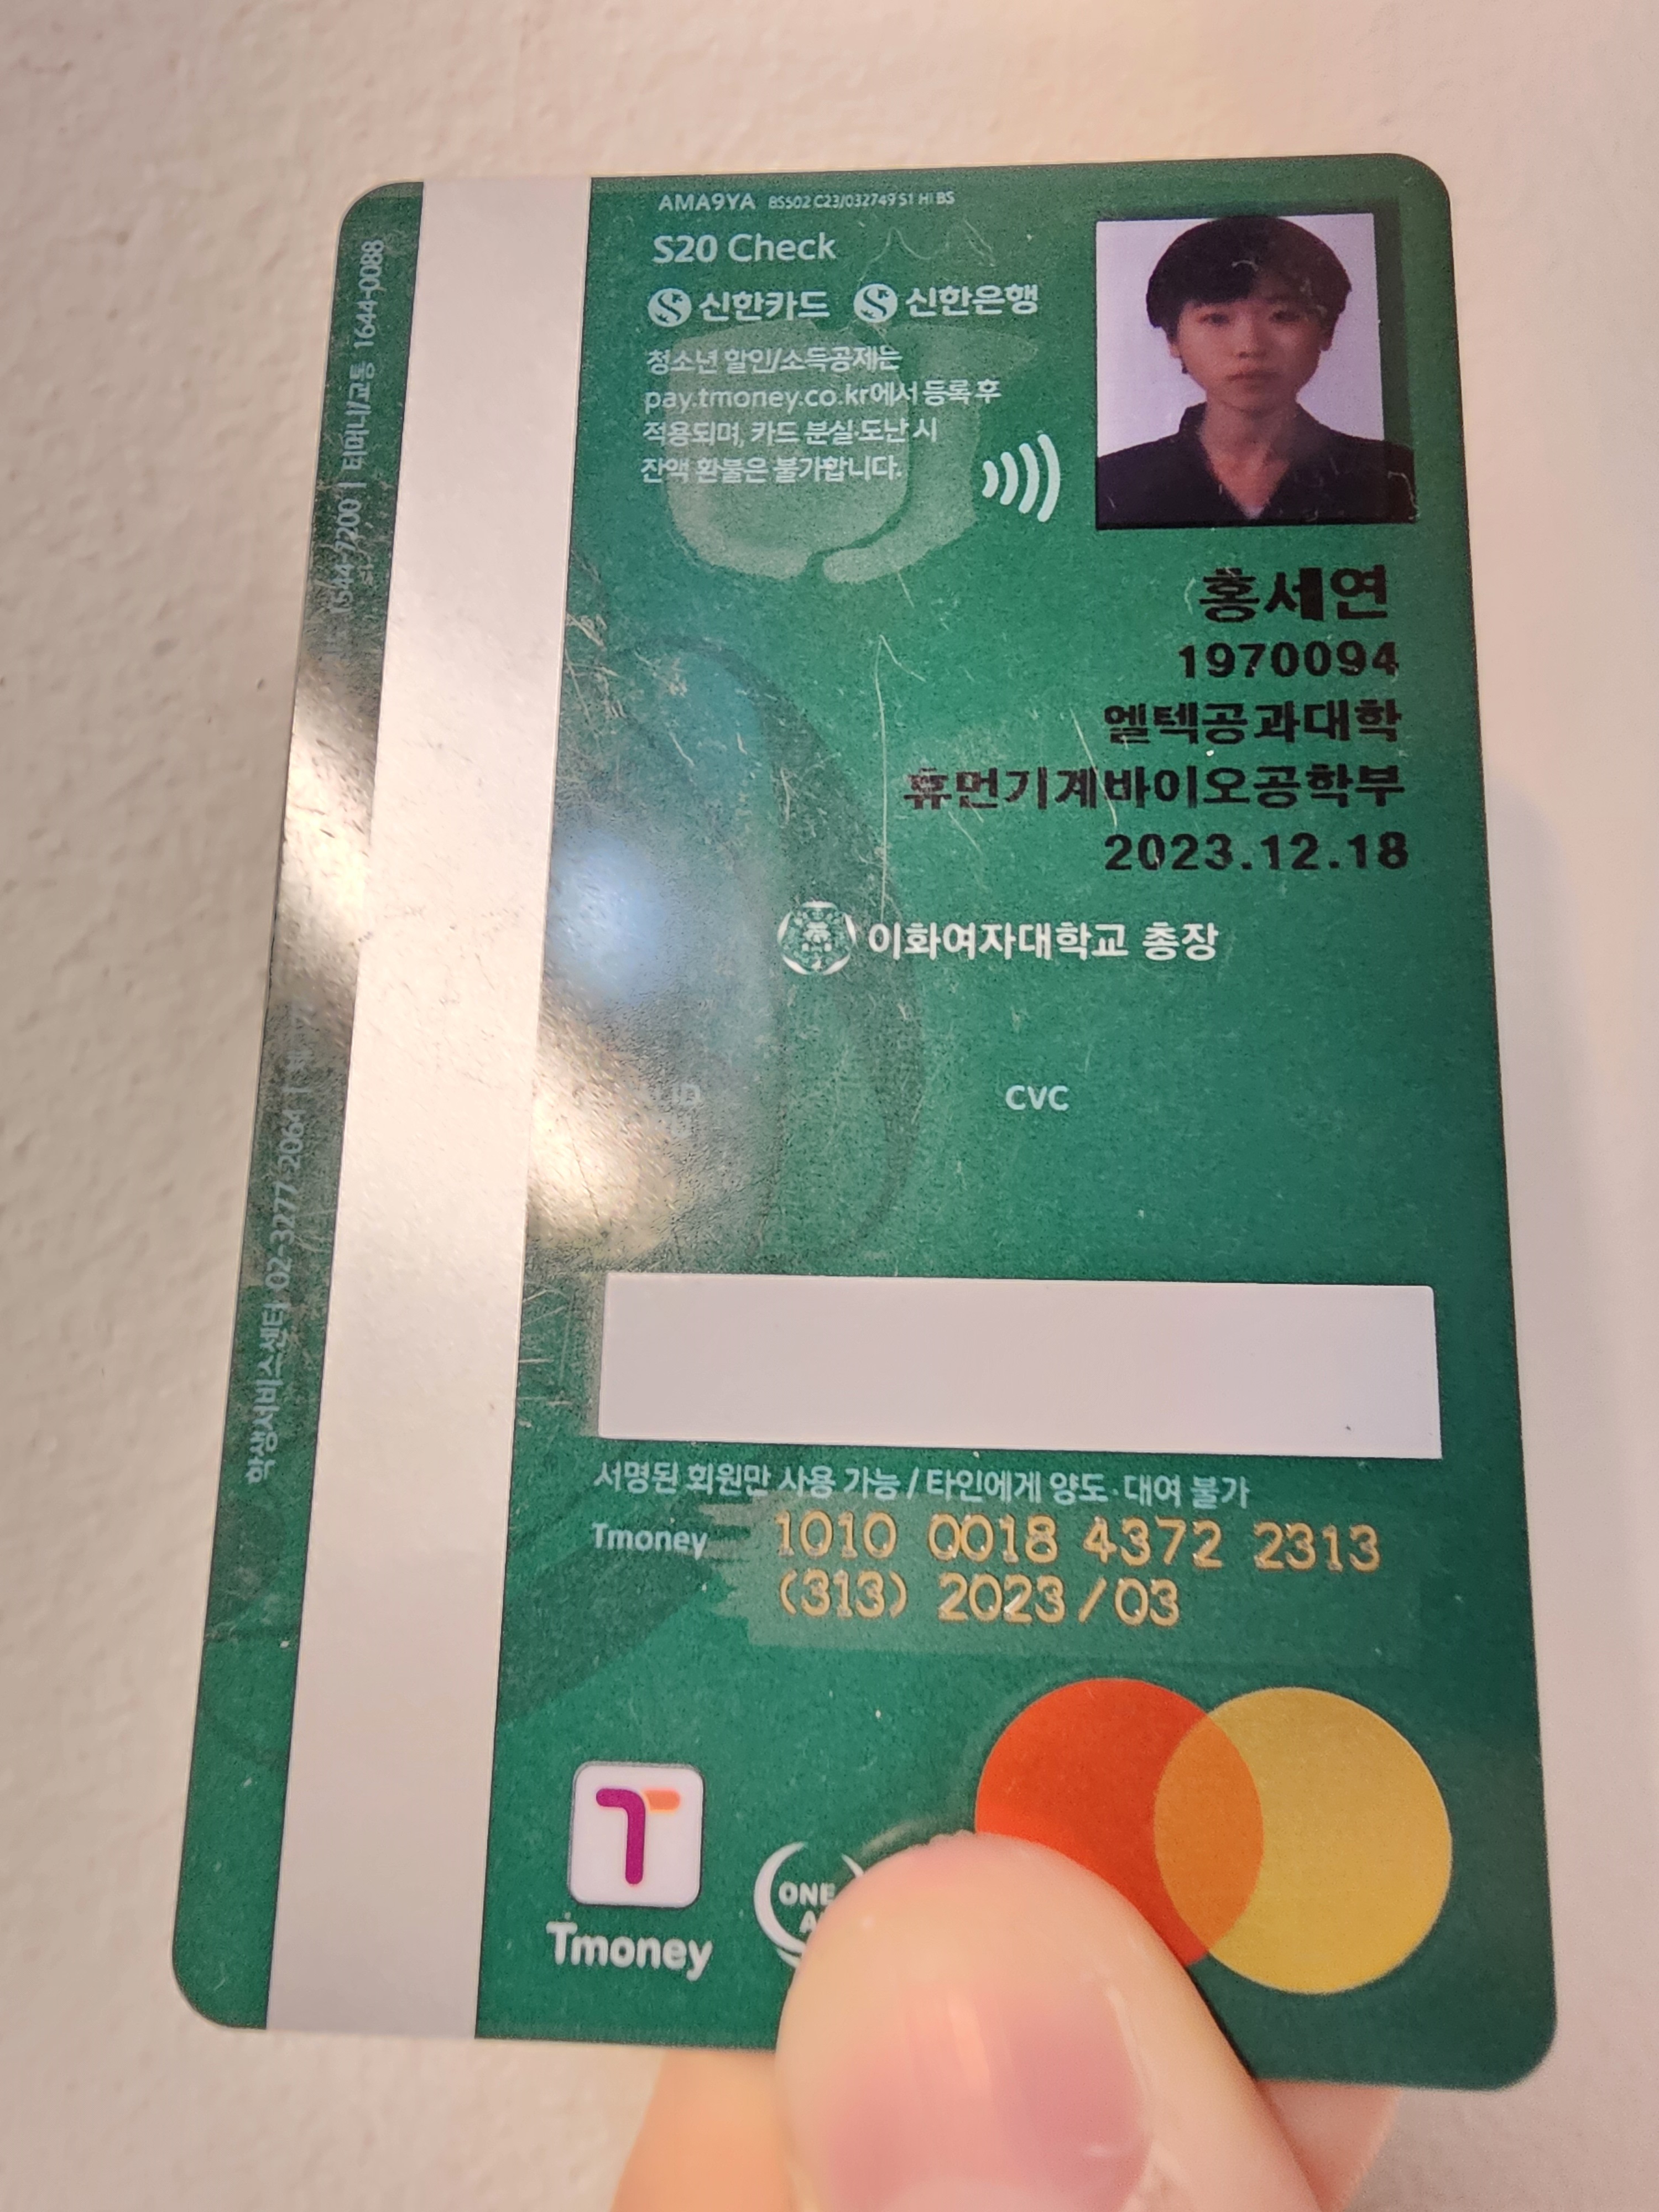 AMA9YA BS502 C23/032749 S1 Hi BS
S20 Check
신한카드 신한은행
청소년 할인/소득공제는
pay.tmoney.co.kr에서 등록 후
적용되며, 카드 분실·도난 시
잔액 환불은 불가합니다.
홍세연
1970094
엘텍공과대학
휴먼기계바이오공학부
2023.12.18
이화여자대학교 총장
CVC
서명된 회원만 사용 가능 / 타인에게 양도·대여 불가
Tmoney 1010 0018 4372 2313
(313) 2023/03
Tmoney
ONE
학생서비스센터 02-3277-2064 | 1544-7200 | 티머니/교통 1644-0088